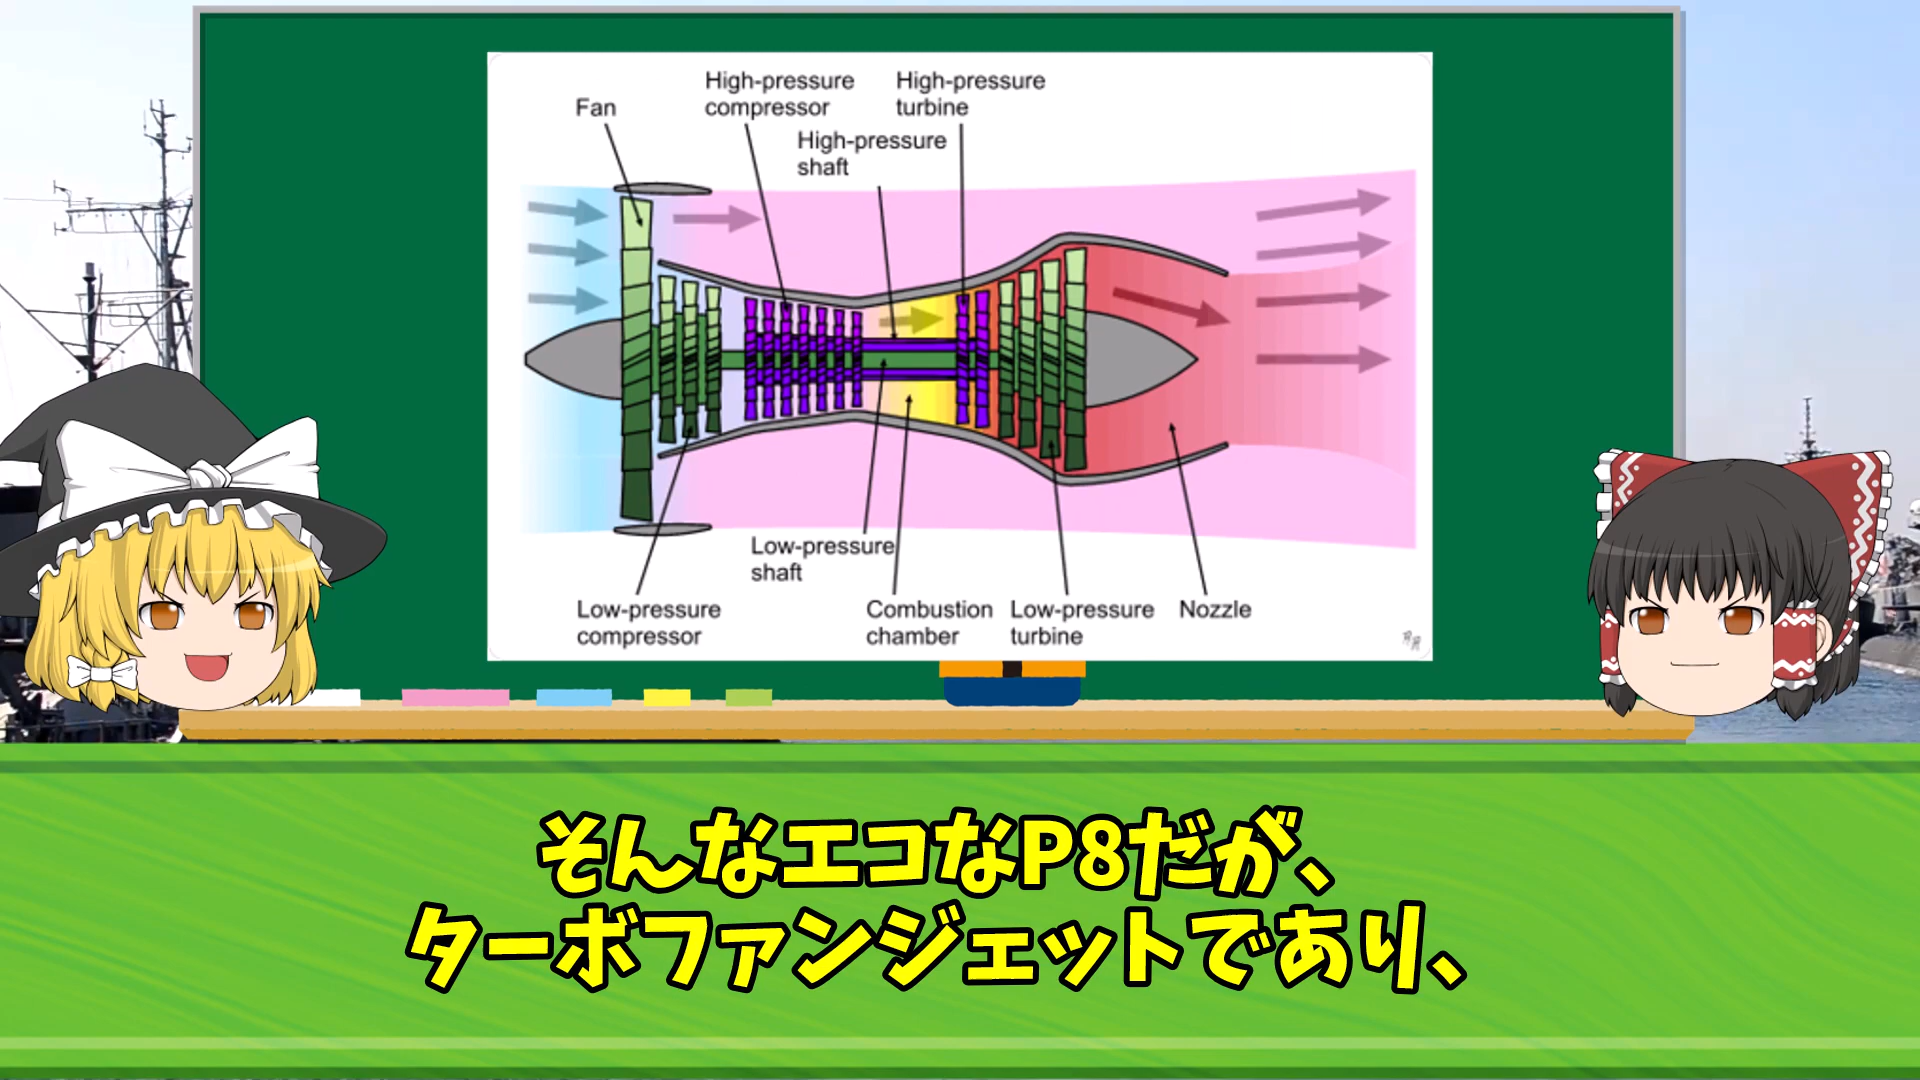 High-pressure
compressor
High-pressure
turbine
Fan
High-pressure
shaft
Low-pressure
shaft
Low-pressure
compressor
Combustion
chamber
Low-pressure
turbine
Nozzle
そんなエコなP8だが、
ターボファンジェットであり、